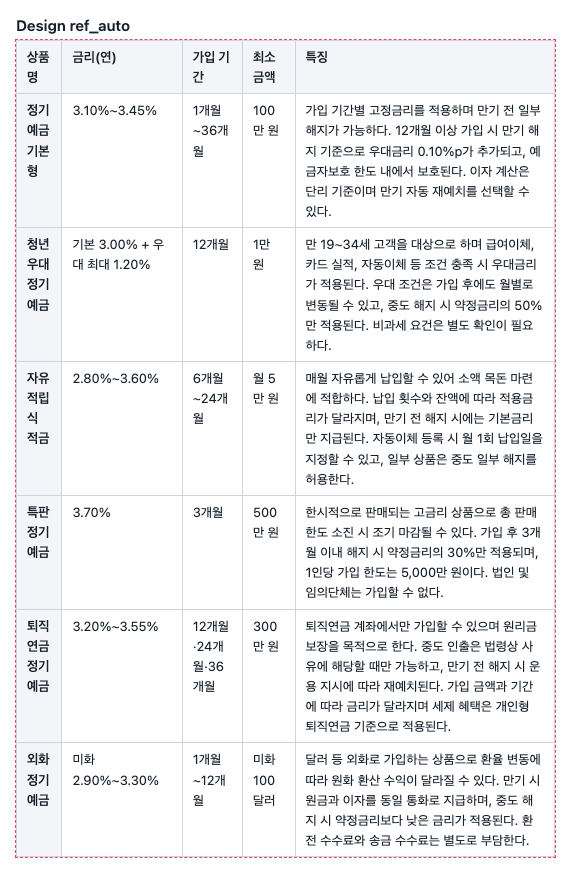 Design ref_auto
상품
명
금리(연)
가입 기
간
최소
금액
특징
정기
예금
기본
형
3.10%~3.45%
1개월
~36개
월
100
만 원
가입 기간별 고정금리를 적용하며 만기 전 일부
해지가 가능하다. 12개월 이상 가입 시 만기 해
지 기준으로 우대금리 0.10%p가 추가되고, 예
금자보호 한도 내에서 보호된다. 이자 계산은
단리 기준이며 만기 자동 재예치를 선택할 수
있다.
청년
우대
정기
예금
기본 3.00% + 우
대 최대 1.20%
12개월
1만
원
만 19~34세 고객을 대상으로 하며 급여이체,
카드 실적, 자동이체 등 조건 충족 시 우대금리
가 적용된다. 우대 조건은 가입 후에도 월별로
변동될 수 있고, 중도 해지 시 약정금리의 50%
만 적용된다. 비과세 요건은 별도 확인이 필요
하다.
자유
적립
식
적금
2.80%~3.60%
6개월
~24개
월
월 5
만 원
매월 자유롭게 납입할 수 있어 소액 목돈 마련
에 적합하다. 납입 횟수와 잔액에 따라 적용금
리가 달라지며, 만기 전 해지 시에는 기본금리
만 지급된다. 자동이체 등록 시 월 1회 납입일을
지정할 수 있고, 일부 상품은 중도 일부 해지를
허용한다.
특판
정기
예금
3.70%
3개월
500
만 원
한시적으로 판매되는 고금리 상품으로 총 판매
한도 소진 시 조기 마감될 수 있다. 가입 후 3개
월 이내 해지 시 약정금리의 30%만 적용되며,
1인당 가입 한도는 5,000만 원이다. 법인 및
임의단체는 가입할 수 없다.
퇴직
연금
정기
예금
3.20%~3.55%
12개월
·24개
월·36
개월
300
만 원
퇴직연금 계좌에서만 가입할 수 있으며 원리금
보장을 목적으로 한다. 중도 인출은 법령상 사
유에 해당할 때만 가능하고, 만기 전 해지 시 운
용 지시에 따라 재예치된다. 가입 금액과 기간
에 따라 금리가 달라지며 세제 혜택은 개인형
퇴직연금 기준으로 적용된다.
외화
정기
예금
미화
2.90%~3.30%
1개월
~12개
월
미화
100
달러
달러 등 외화로 가입하는 상품으로 환율 변동에
따라 원화 환산 수익이 달라질 수 있다. 만기 시
원금과 이자를 동일 통화로 지급하며, 중도 해
지 시 약정금리보다 낮은 금리가 적용된다. 환
전 수수료와 송금 수수료는 별도로 부담한다.